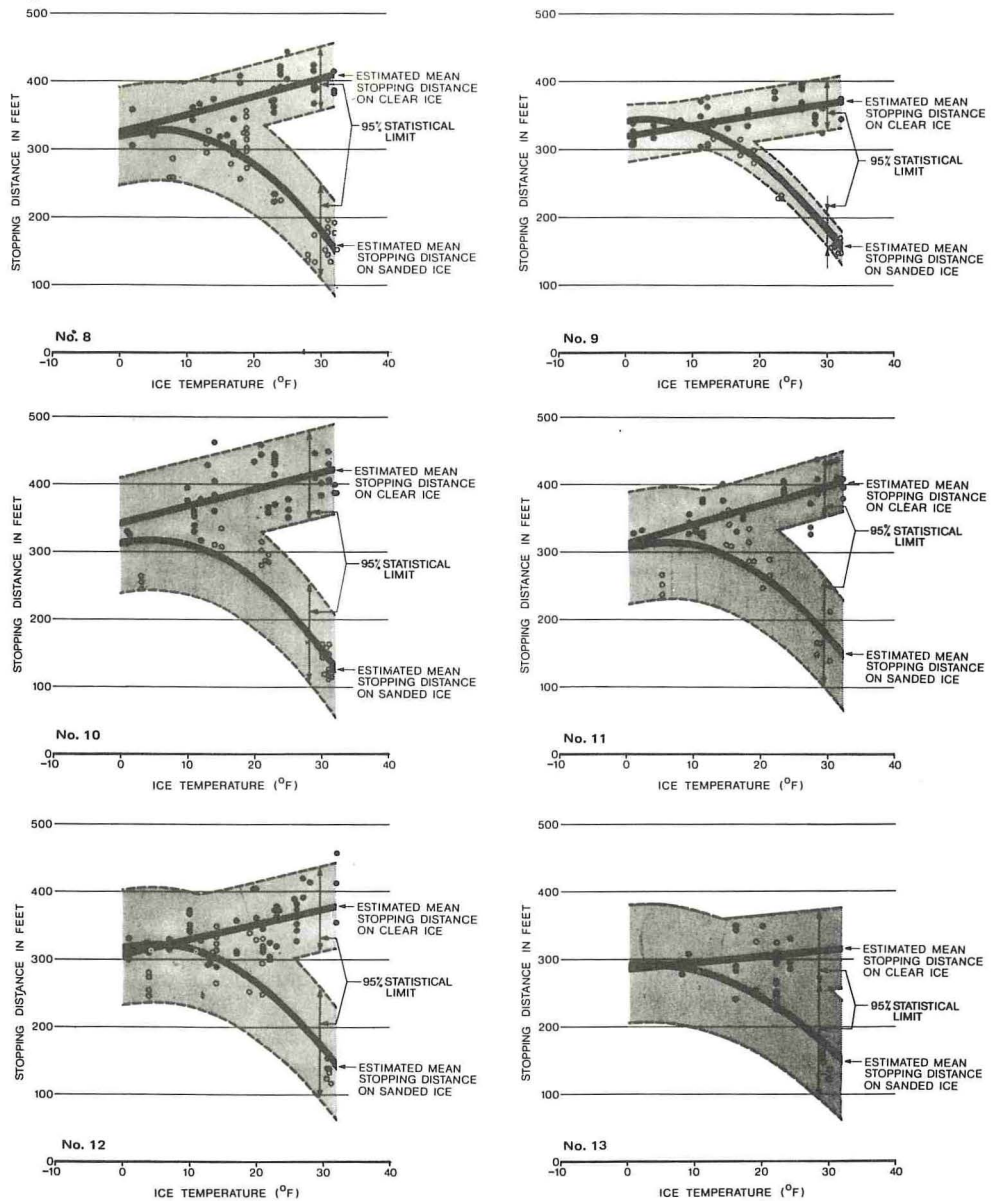 500
400
300
200
100
0
STOPPING DISTANCE IN FEET
ESTIMATED MEAN
STOPPING DISTANCE
ON CLEAR ICE
95% STATISTICAL
LIMIT
ESTIMATED MEAN
STOPPING DISTANCE
ON SANDED ICE
No. 8
-10 0 10 20 30 40
ICE TEMPERATURE (°F)
500
400
300
200
100
0
STOPPING DISTANCE IN FEET
ESTIMATED MEAN
STOPPING DISTANCE
ON CLEAR ICE
95% STATISTICAL
LIMIT
ESTIMATED MEAN
STOPPING DISTANCE
ON SANDED ICE
No. 9
-10 0 10 20 30 40
ICE TEMPERATURE (°F)
500
400
300
200
100
0
STOPPING DISTANCE IN FEET
ESTIMATED MEAN
STOPPING DISTANCE
ON CLEAR ICE
95% STATISTICAL
LIMIT
ESTIMATED MEAN
STOPPING DISTANCE
ON SANDED ICE
No. 10
-10 0 10 20 30 40
ICE TEMPERATURE (°F)
500
400
300
200
100
0
STOPPING DISTANCE IN FEET
ESTIMATED MEAN
STOPPING DISTANCE
ON CLEAR ICE
95% STATISTICAL
LIMIT
ESTIMATED MEAN
STOPPING DISTANCE
ON SANDED ICE
No. 11
-10 0 10 20 30 40
ICE TEMPERATURE (°F)
500
400
300
200
100
STOPPING DISTANCE IN FEET
ESTIMATED MEAN
STOPPING DISTANCE
ON CLEAR ICE
95% STATISTICAL
LIMIT
ESTIMATED MEAN
STOPPING DISTANCE
ON SANDED ICE
No. 12
-10 0 10 20 30 40
ICE TEMPERATURE (°F)
500
400
300
200
100
STOPPING DISTANCE IN FEET
ESTIMATED MEAN
STOPPING DISTANCE
ON CLEAR ICE
95% STATISTICAL
LIMIT
ESTIMATED MEAN
STOPPING DISTANCE
ON SANDED ICE
No. 13
-10 0 10 20 30 40
ICE TEMPERATURE (°F)